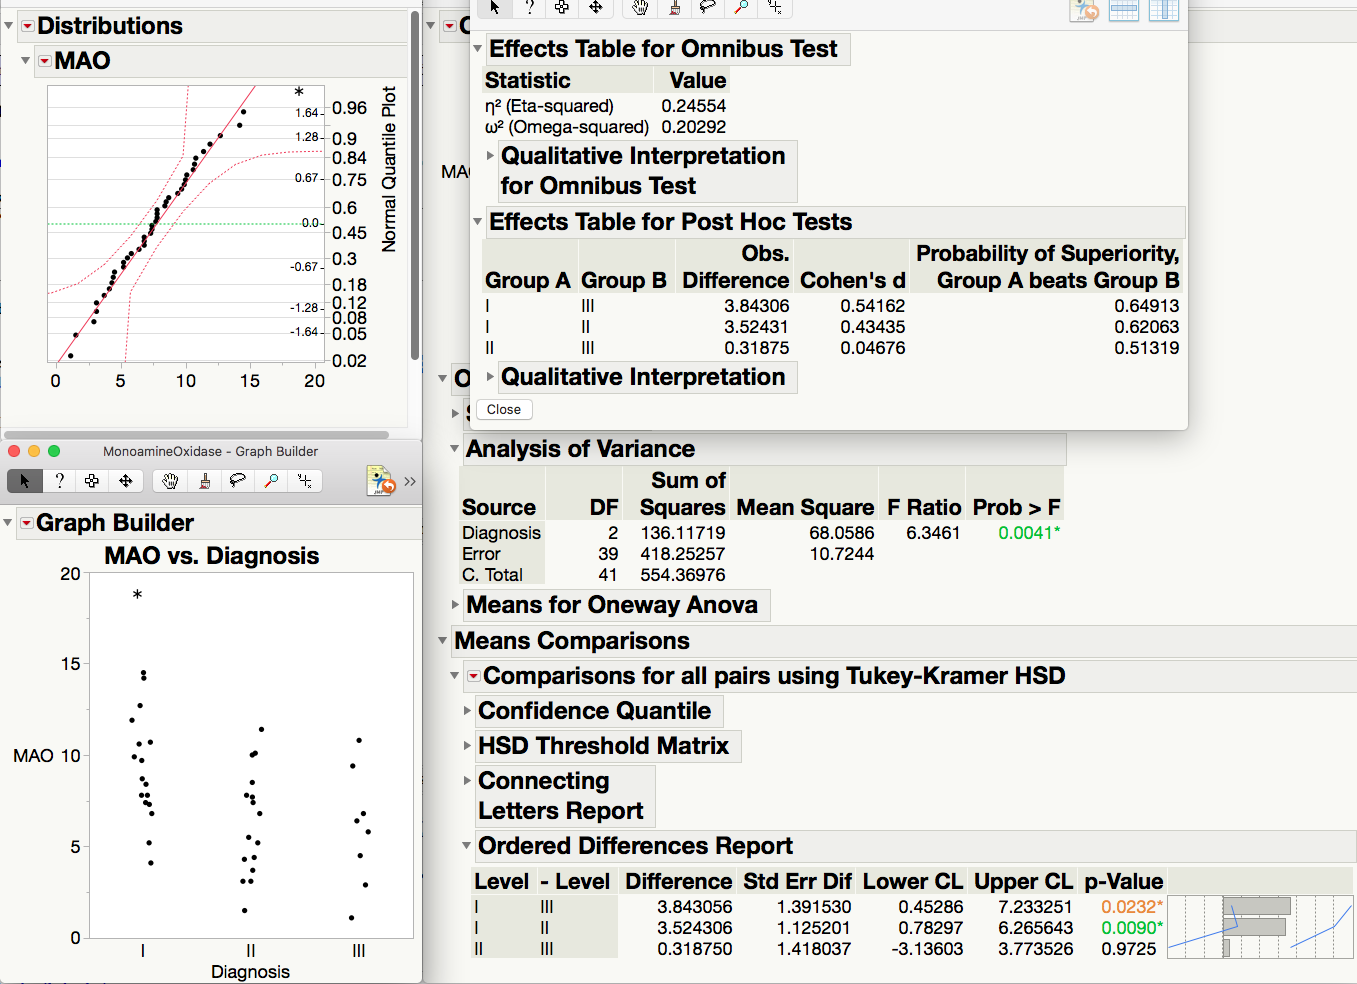 Distributions
MAO
*
1.64
1.28
0.67
0.0
-0.67
-1.28
-1.64
0.96
0.9
0.84
0.75
0.6
0.45
0.3
0.18
0.12
0.08
0.05
0.02
Normal Quantile Plot
0 5 10 15 20
MonoamineOxidase - Graph Builder
?
JMP
>>
Graph Builder
MAO vs. Diagnosis
20
15
MAO 10
5
0
*
I II III
Diagnosis
?
Effects Table for Omnibus Test
Statistic Value
η² (Eta-squared) 0.24554
ω² (Omega-squared) 0.20292
Qualitative Interpretation
for Omnibus Test
Effects Table for Post Hoc Tests
Obs. Probability of Superiority,
Group A Group B Difference Cohen's d Group A beats Group B
I III 3.84306 0.54162 0.64913
I II 3.52431 0.43435 0.62063
II III 0.31875 0.04676 0.51319
Qualitative Interpretation
Close
Analysis of Variance
Sum of
Source DF Squares Mean Square F Ratio Prob > F
Diagnosis 2 136.11719 68.0586 6.3461 0.0041*
Error 39 418.25257 10.7244
C. Total 41 554.36976
Means for Oneway Anova
Means Comparisons
Comparisons for all pairs using Tukey-Kramer HSD
Confidence Quantile
HSD Threshold Matrix
Connecting
Letters Report
Ordered Differences Report
Level - Level Difference Std Err Dif Lower CL Upper CL p-Value
I III 3.843056 1.391530 0.45286 7.233251 0.0232*
I II 3.524306 1.125201 0.78297 6.265643 0.0090*
II III 0.318750 1.418037 -3.13603 3.773526 0.9725